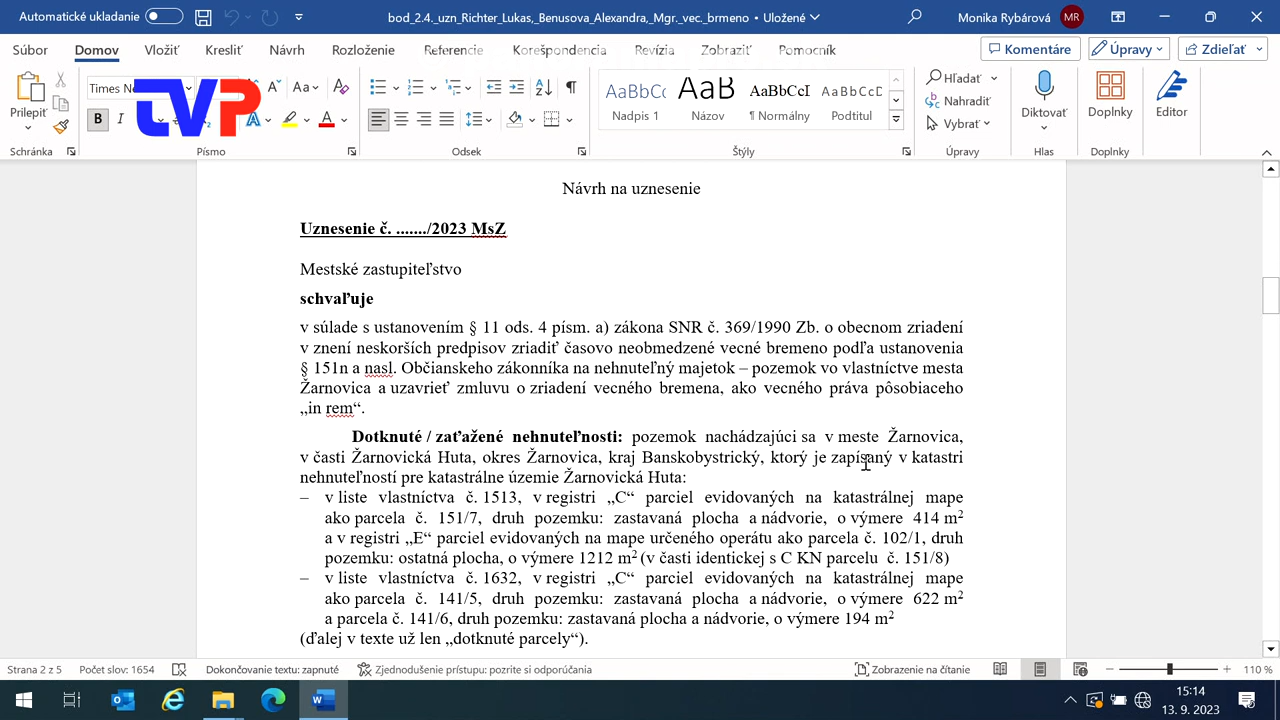 Automatické ukladanie
bod_2.4._uzn_Richter_Lukas,_Benusova_Alexandra,_Mgr._vec._brmeno • Uložené
Monika Rybárová
MR
Súbor
Domov
Vložiť
Kresliť
Návrh
Rozloženie
Referencie
Korešpondencia
Revízia
Zobraziť
Pomocník
Komentáre
Úpravy
Zdieľať
Prilepiť
Schránka
Times N
TVP
B I
Písmo
Odsek
AaBbCc
Nadpis 1
AaB
Názov
AaBbCcI
¶ Normálny
AaBbCcD
Podtitul
Štýly
Hľadať
Nahradiť
Vybrať
Úpravy
Diktovať
Hlas
Doplnky
Doplnky
Editor
Návrh na uznesenie
Uznesenie č. ......./2023 MsZ
Mestské zastupiteľstvo
schvaľuje
v súlade s ustanovením § 11 ods. 4 písm. a) zákona SNR č. 369/1990 Zb. o obecnom zriadení
v znení neskorších predpisov zriadiť časovo neobmedzené vecné bremeno podľa ustanovenia
§ 151n a nasl. Občianskeho zákonníka na nehnuteľný majetok – pozemok vo vlastníctve mesta
Žarnovica a uzavrieť zmluvu o zriadení vecného bremena, ako vecného práva pôsobiaceho
„in rem“.
Dotknuté / zaťažené nehnuteľnosti: pozemok nachádzajúci sa v meste Žarnovica,
v časti Žarnovická Huta, okres Žarnovica, kraj Banskobystrický, ktorý je zapísaný v katastri
nehnuteľností pre katastrálne územie Žarnovická Huta:
– v liste vlastníctva č. 1513, v registri „C“ parciel evidovaných na katastrálnej mape
ako parcela č. 151/7, druh pozemku: zastavaná plocha a nádvorie, o výmere 414 m²
a v registri „E“ parciel evidovaných na mape určeného operátu ako parcela č. 102/1, druh
pozemku: ostatná plocha, o výmere 1212 m² (v časti identickej s C KN parcelu č. 151/8)
– v liste vlastníctva č. 1632, v registri „C“ parciel evidovaných na katastrálnej mape
ako parcela č. 141/5, druh pozemku: zastavaná plocha a nádvorie, o výmere 622 m²
a parcela č. 141/6, druh pozemku: zastavaná plocha a nádvorie, o výmere 194 m²
(ďalej v texte už len „dotknuté parcely“).
Strana 2 z 5
Počet slov: 1654
Dokončovanie textu: zapnuté
Zjednodušenie prístupu: pozrite si odporúčania
Zobrazenie na čítanie
110 %
15:14
13. 9. 2023